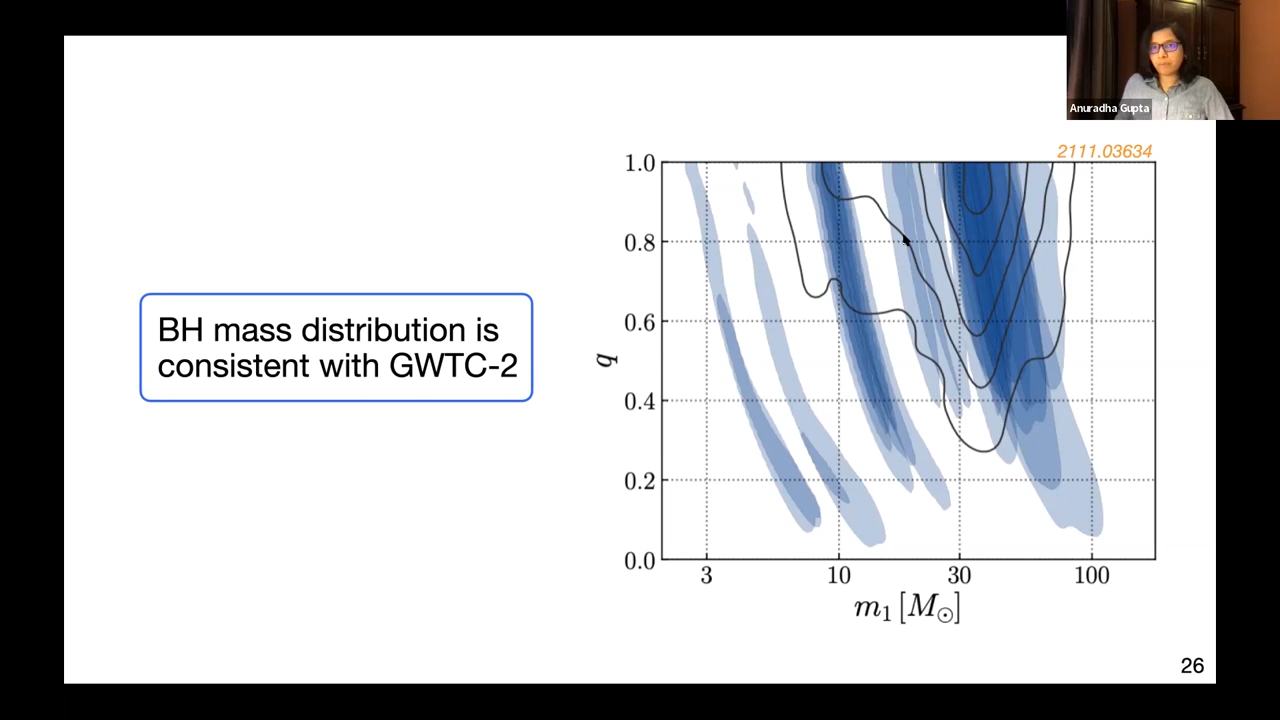 Anuradha Gupta
2111.03634
BH mass distribution is
consistent with GWTC-2
1.0
0.8
0.6
0.4
0.2
0.0
q
3 10 30 100
m₁ [M⊙]
26